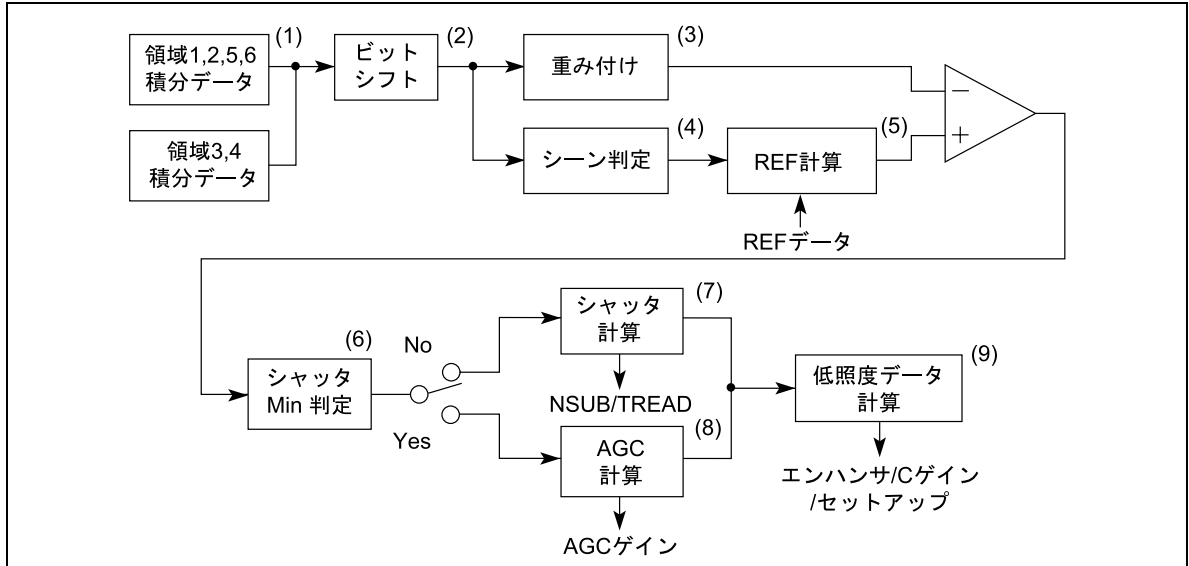 領域1,2,5,6
積分データ
(1)
ビット
シフト
(2)
重み付け
(3)
−
領域3,4
積分データ
シーン判定
(4)
REF計算
(5)
+
REFデータ
シャッタ
Min 判定
(6)
No
Yes
シャッタ
計算
(7)
NSUB/TREAD
AGC
計算
(8)
AGCゲイン
低照度データ
計算
(9)
エンハンサ/Cゲイン
/セットアップ